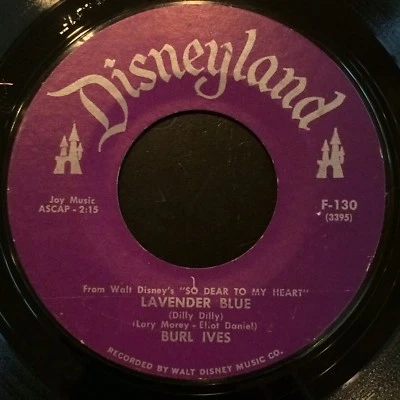 Disneyland
Joy Music
ASCAP - 2:15
F-130
(3395)
From Walt Disney's "SO DEAR TO MY HEART"
LAVENDER BLUE
(Dilly Dilly)
(Lary Morey - Eliot Daniel)
BURL IVES
RECORDED BY WALT DISNEY MUSIC CO.